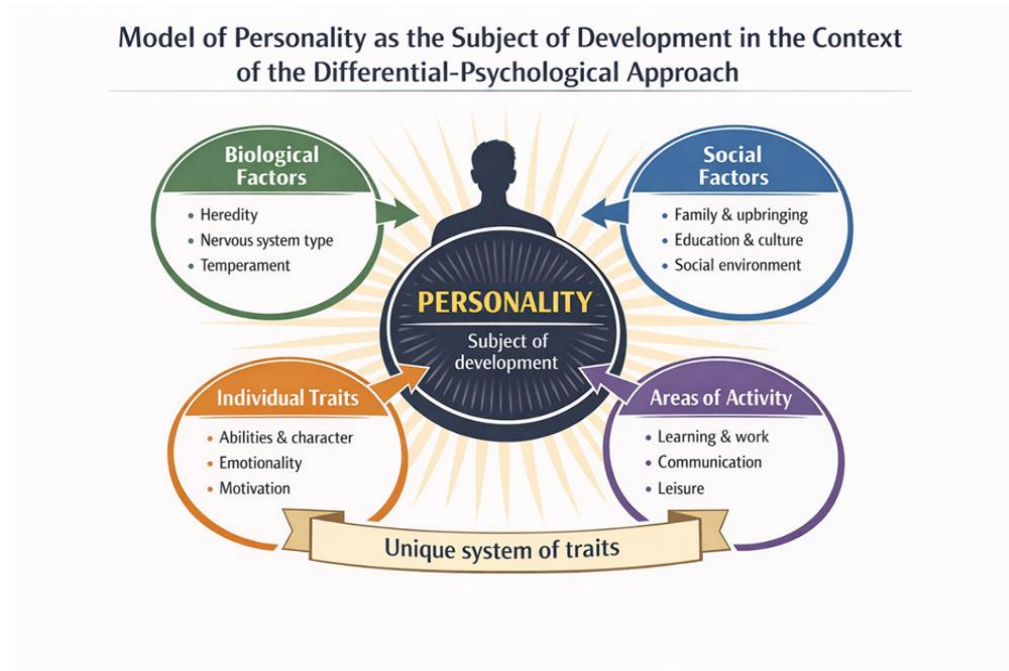 Model of Personality as the Subject of Development in the Context
of the Differential-Psychological Approach
Biological
Factors
• Heredity
• Nervous system type
• Temperament
Social
Factors
• Family & upbringing
• Education & culture
• Social environment
PERSONALITY
Subject of
development
Individual Traits
• Abilities & character
• Emotionality
• Motivation
Areas of Activity
• Learning & work
• Communication
• Leisure
Unique system of traits